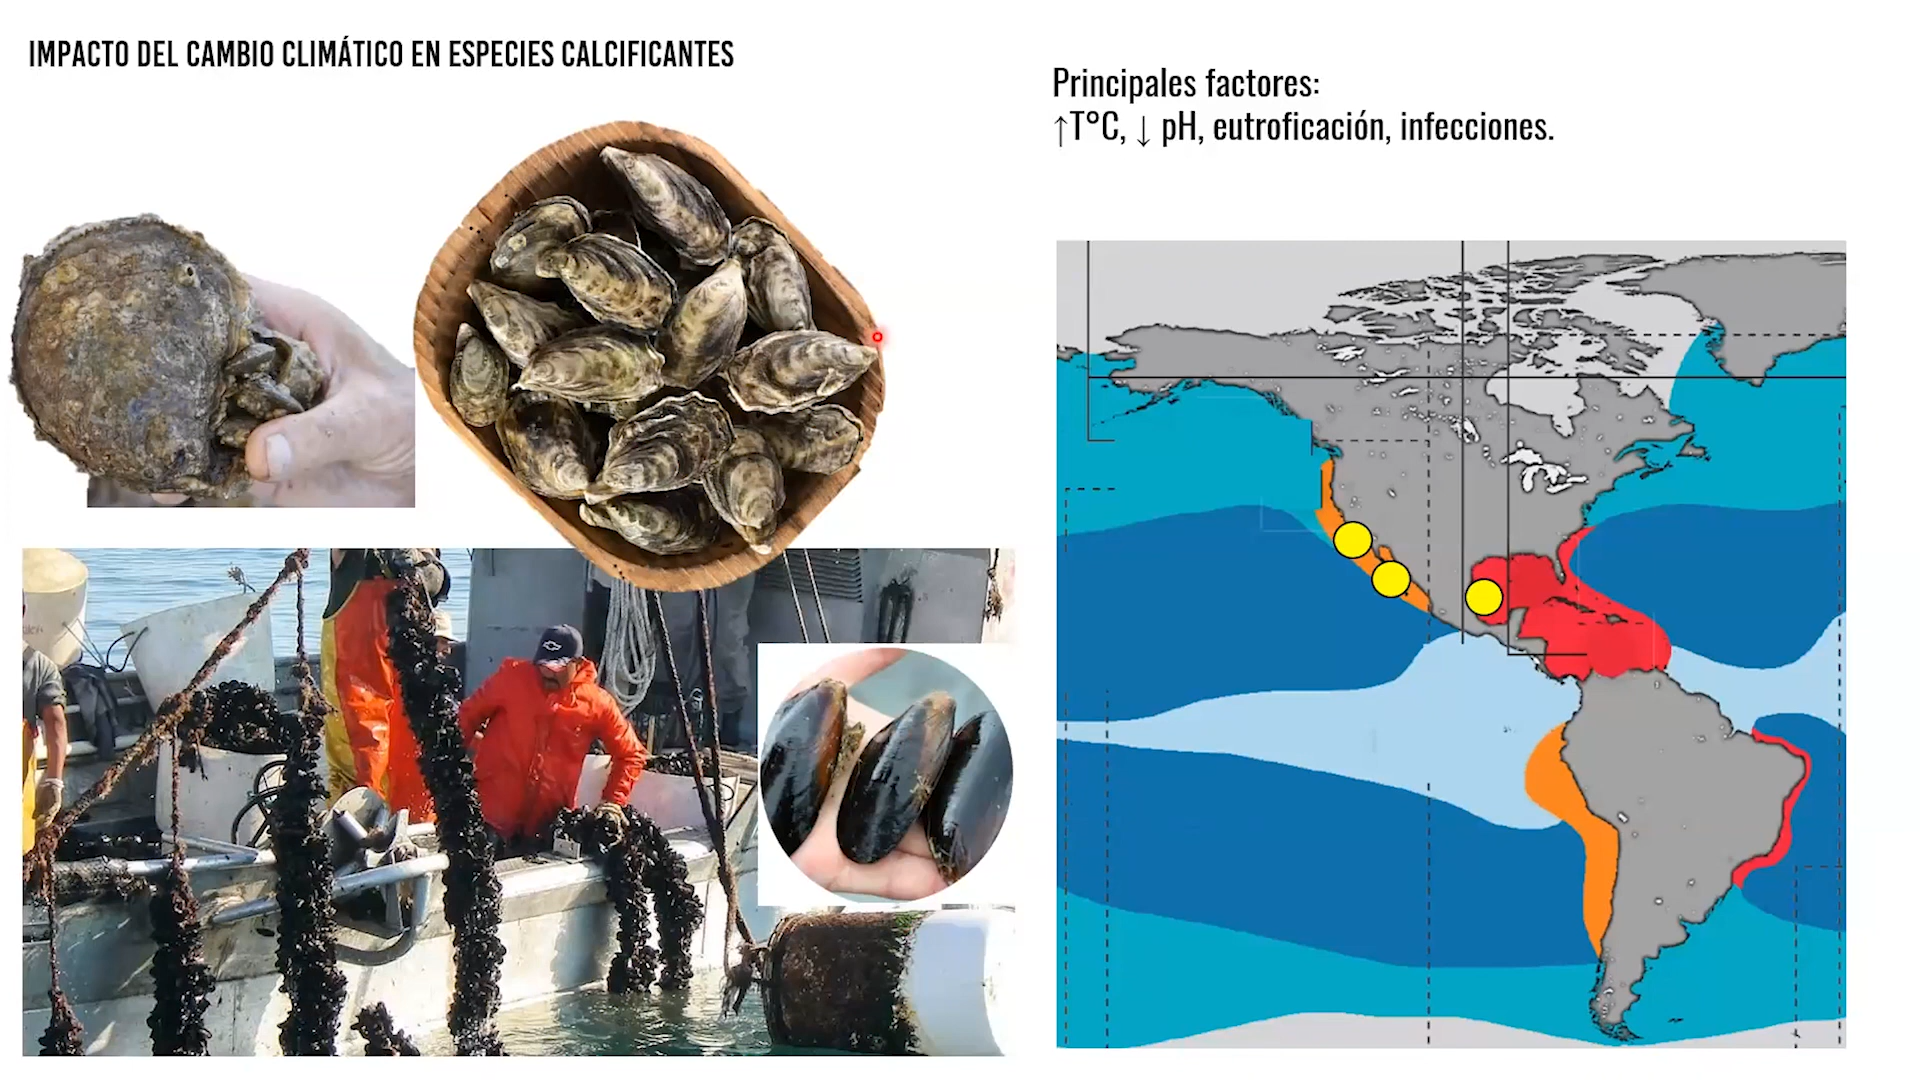 IMPACTO DEL CAMBIO CLIMÁTICO EN ESPECIES CALCIFICANTES
Principales factores:
↑T°C, ↓ pH, eutroficación, infecciones.